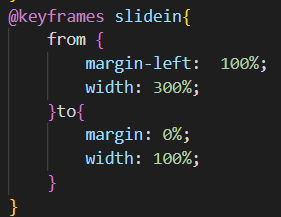 @keyframes slidein{
    from {
        margin-left:  100%;
        width: 300%;
    }to{
        margin: 0%;
        width: 100%;
    }
}